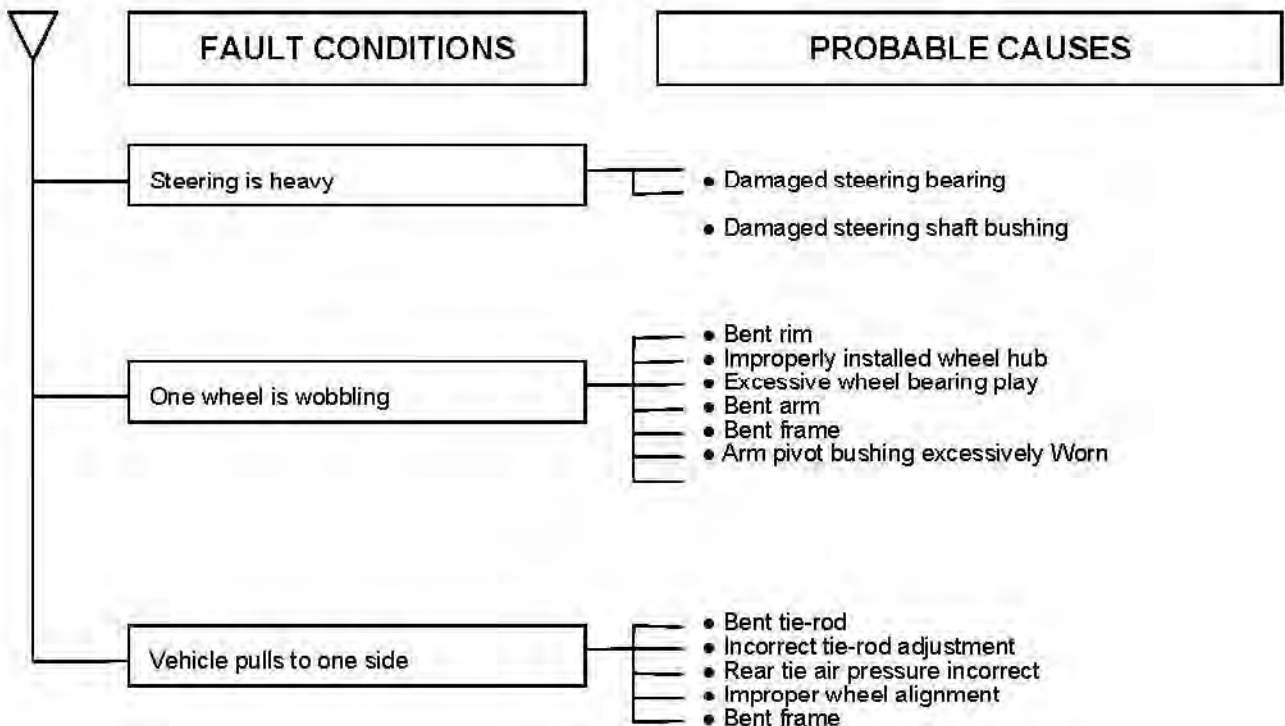 FAULT CONDITIONS
PROBABLE CAUSES
Steering is heavy
• Damaged steering bearing
• Damaged steering shaft bushing
One wheel is wobbling
• Bent rim
• Improperly installed wheel hub
• Excessive wheel bearing play
• Bent arm
• Bent frame
• Arm pivot bushing excessively Worn
Vehicle pulls to one side
• Bent tie-rod
• Incorrect tie-rod adjustment
• Rear tie air pressure incorrect
• Improper wheel alignment
• Bent frame